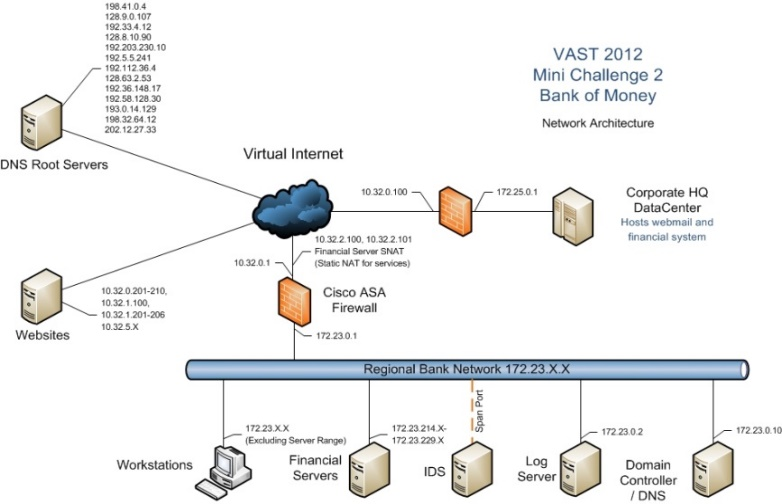 198.41.0.4
128.9.0.107
192.33.4.12
128.8.10.90
192.203.230.10
192.5.5.241
192.112.36.4
128.63.2.53
192.36.148.17
192.58.128.30
193.0.14.129
198.32.64.12
202.12.27.33
DNS Root Servers
VAST 2012
Mini Challenge 2
Bank of Money
Network Architecture
Virtual Internet
10.32.0.100
172.25.0.1
Corporate HQ
DataCenter
Hosts webmail and
financial system
10.32.2.100, 10.32.2.101
Financial Server SNAT
(Static NAT for services)
10.32.0.1
Cisco ASA
Firewall
172.23.0.1
10.32.0.201-210,
10.32.1.100,
10.32.1.201-206
10.32.5.X
Websites
Regional Bank Network 172.23.X.X
Span Port
172.23.X.X
(Excluding Server Range)
Workstations
172.23.214.X-
172.23.229.X
Financial
Servers
IDS
172.23.0.2
Log
Server
172.23.0.10
Domain
Controller
/ DNS